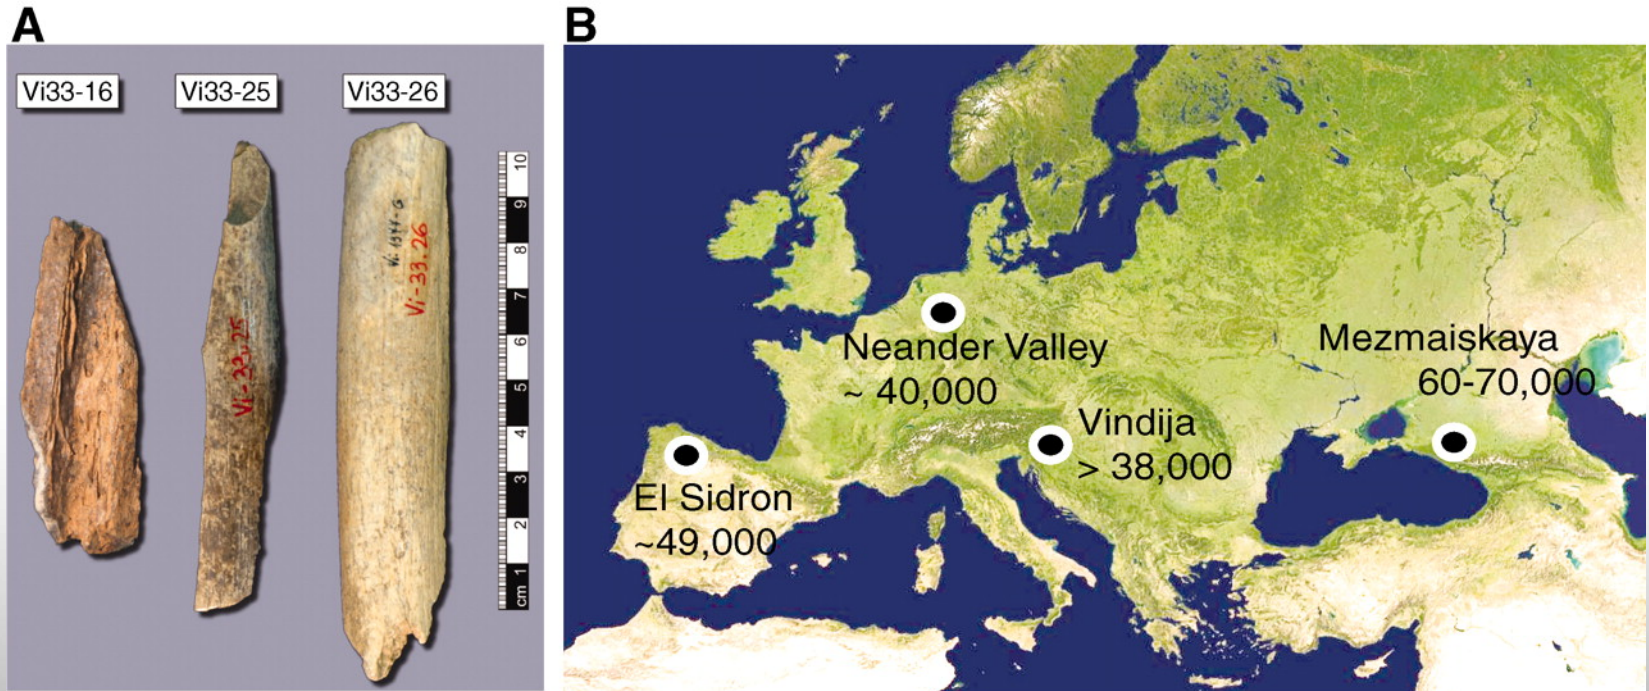 A
B
Vi33-16
Vi33-25
Vi33-26
Vi-33.25
Vi-33.26
10
9
8
7
6
5
4
3
2
cm 1
Neander Valley
~ 40,000
Mezmaiskaya
60-70,000
Vindija
> 38,000
El Sidron
~49,000